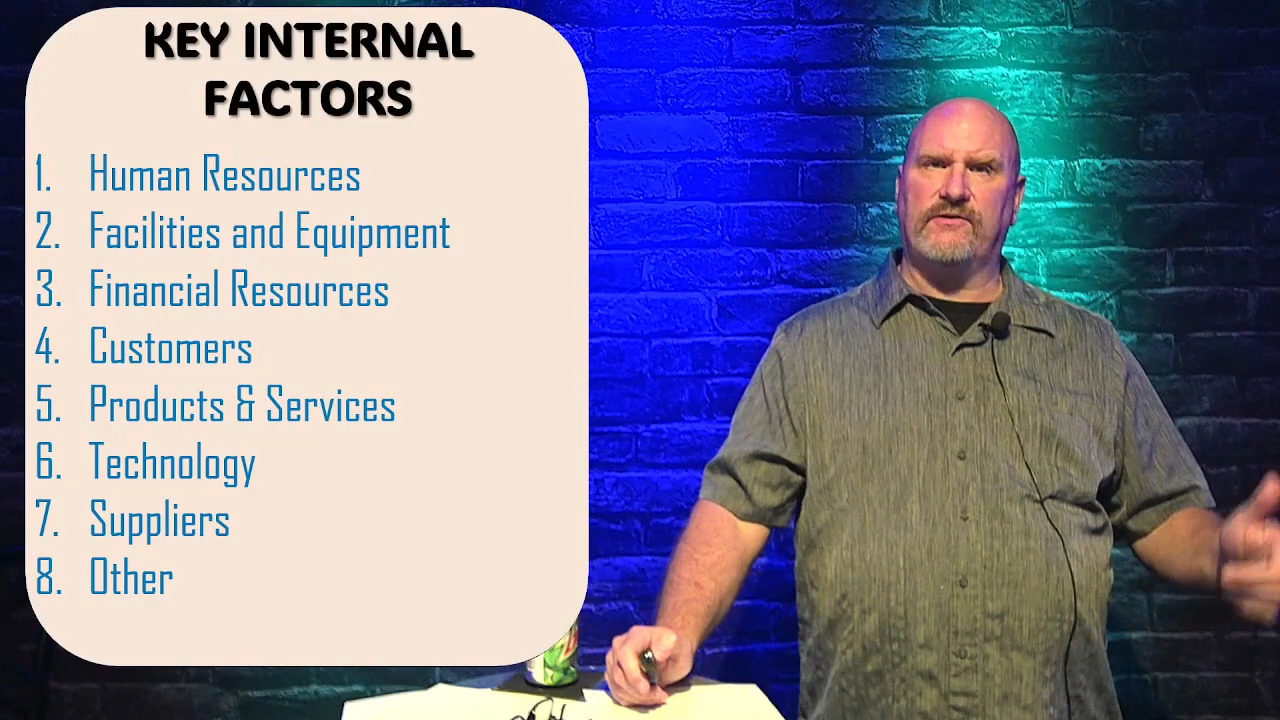 KEY INTERNAL
FACTORS
1. Human Resources
2. Facilities and Equipment
3. Financial Resources
4. Customers
5. Products & Services
6. Technology
7. Suppliers
8. Other